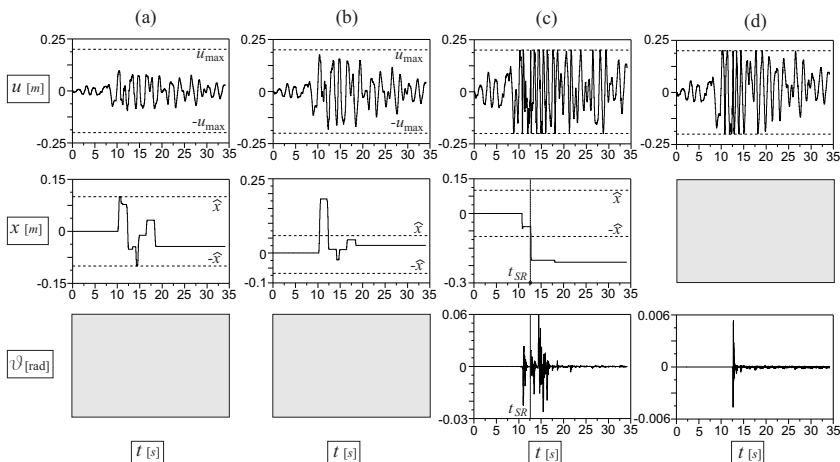 (a) (b) (c) (d)
0.25 0.25 0.25 0.25
u [m] 0 0 0 0
u_max u_max
-u_max -u_max
-0.25 -0.25 -0.25 -0.25
0 5 10 15 20 25 30 35 0 5 10 15 20 25 30 35 0 5 10 15 20 25 30 35 0 5 10 15 20 25 30 35
0.15 0.25 0.15
x [m] 0 0 0
x̂ x̂ x̂
-x̂ -x̂ -x̂
t_SR
-0.15 -0.1 -0.3
0 5 10 15 20 25 30 35 0 5 10 15 20 25 30 35 0 5 10 15 20 25 30 35
0.06 0.006
ϑ [rad] 0 0
t_SR
-0.03 -0.006
0 5 10 15 20 25 30 35 0 5 10 15 20 25 30 35
t [s] t [s] t [s] t [s]